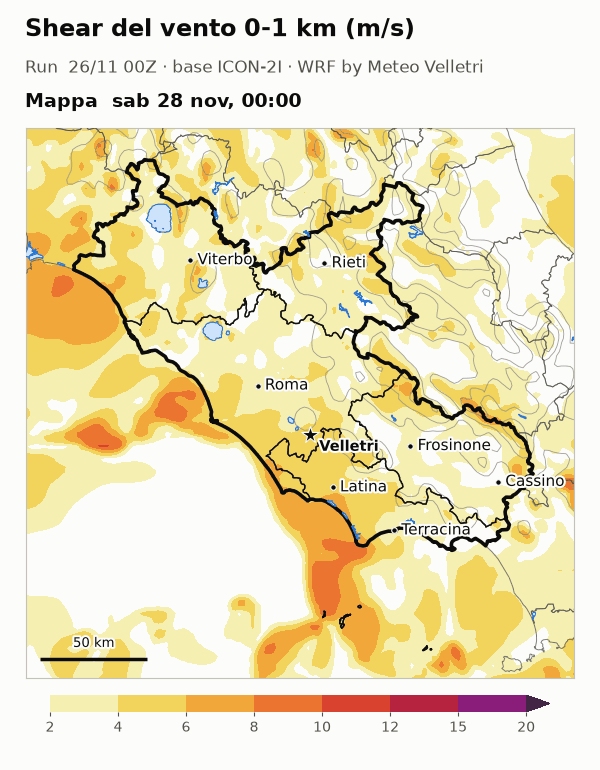 Shear del vento 0-1 km (m/s)
Run  26/11 00Z · base ICON-2I · WRF by Meteo Velletri
Mappa  sab 28 nov, 00:00
Viterbo
Rieti
Roma
Velletri
Frosinone
Latina
Cassino
Terracina
50 km
2 4 6 8 10 12 15 20